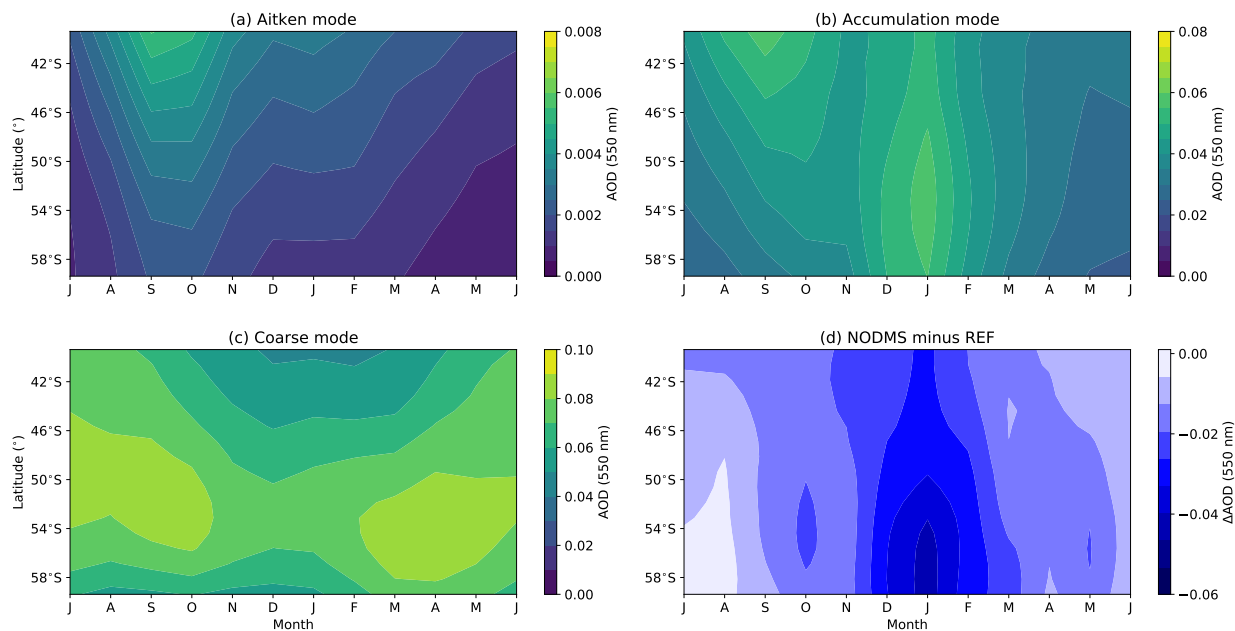 (a) Aitken mode
42°S
46°S
50°S
54°S
58°S
Latitude (°)
J A S O N D J F M A M J
0.008
0.006
0.004
0.002
0.000
AOD (550 nm)
(b) Accumulation mode
42°S
46°S
50°S
54°S
58°S
J A S O N D J F M A M J
0.08
0.06
0.04
0.02
0.00
AOD (550 nm)
(c) Coarse mode
42°S
46°S
50°S
54°S
58°S
Latitude (°)
J A S O N D J F M A M J
Month
0.10
0.08
0.06
0.04
0.02
0.00
AOD (550 nm)
(d) NODMS minus REF
42°S
46°S
50°S
54°S
58°S
J A S O N D J F M A M J
Month
0.00
−0.02
−0.04
−0.06
ΔAOD (550 nm)